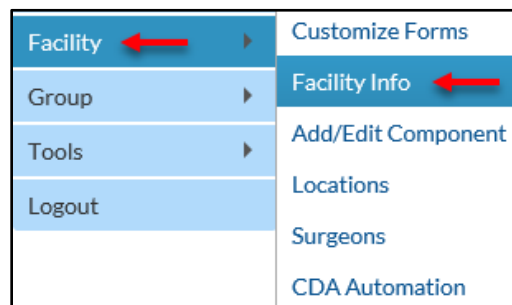 Facility
Group
Tools
Logout
Customize Forms
Facility Info
Add/Edit Component
Locations
Surgeons
CDA Automation